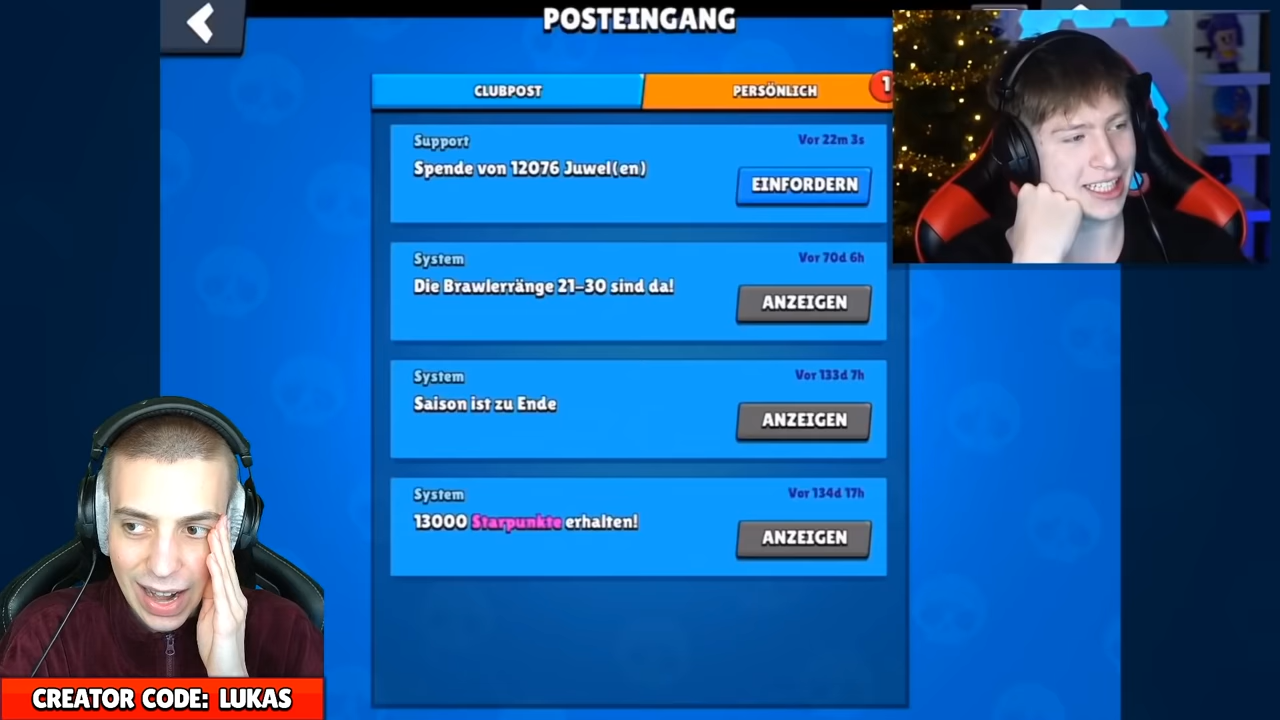 POSTEINGANG
CLUBPOST
PERSÖNLICH
1
Support
Vor 22m 3s
Spende von 12076 Juwel(en)
EINFORDERN
System
Vor 70d 6h
Die Brawlerränge 21-30 sind da!
ANZEIGEN
System
Vor 133d 7h
Saison ist zu Ende
ANZEIGEN
System
Vor 134d 17h
13000 Starpunkte erhalten!
ANZEIGEN
CREATOR CODE: LUKAS